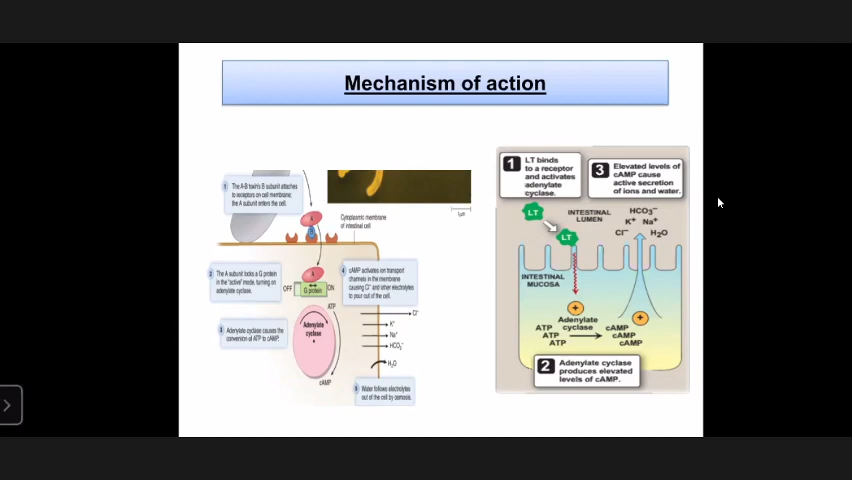 Mechanism of action
1
The A-B toxin's B subunit attaches
to receptors on cell membrane;
the A subunit enters the cell.
A
B
1µm
Cytoplasmic membrane
of intestinal cell
2
The A subunit locks a G protein
in the "active" mode, turning on
adenylate cyclase.
A
OFF
ON
G protein
4
cAMP activates ion transport
channels in the membrane
causing Cl⁻ and other electrolytes
to pour out of the cell.
ATP
3
Adenylate cyclase causes the
conversion of ATP to cAMP.
Adenylate
cyclase
Cl⁻
K⁺
Na⁺
HCO₃⁻
H₂O
cAMP
5
Water follows electrolytes
out of the cell by osmosis.
1
LT binds
to a receptor
and activates
adenylate
cyclase.
3
Elevated levels of
cAMP cause
active secretion
of ions and water.
LT
LT
INTESTINAL
LUMEN
HCO₃⁻
K⁺ Na⁺
Cl⁻ H₂O
INTESTINAL
MUCOSA
+
+
Adenylate
cyclase
ATP cAMP
ATP cAMP
ATP cAMP
2
Adenylate cyclase
produces elevated
levels of cAMP.